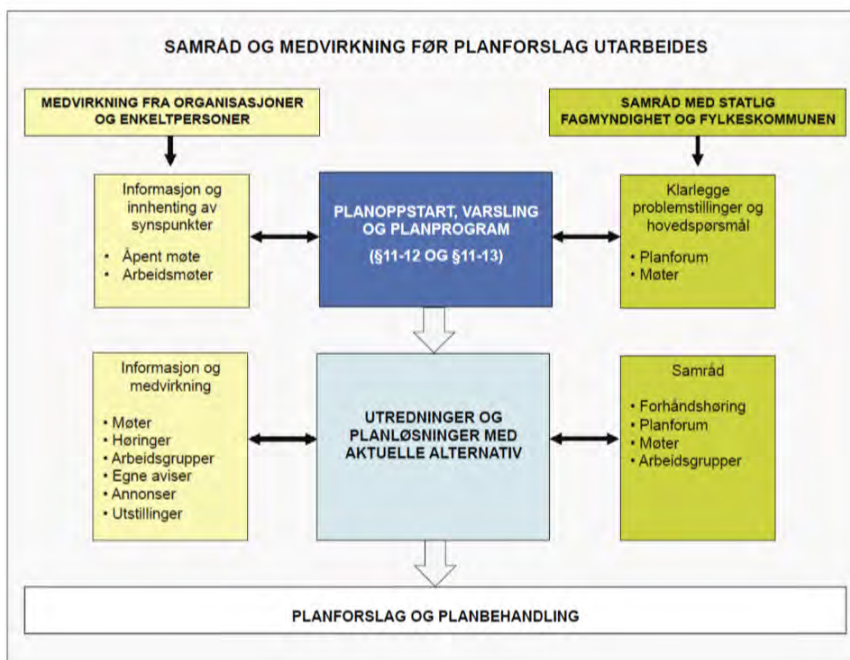 SAMRÅD OG MEDVIRKNING FØR PLANFORSLAG UTARBEIDES
MEDVIRKNING FRA ORGANISASJONER
OG ENKELTPERSONER
SAMRÅD MED STATLIG
FAGMYNDIGHET OG FYLKESKOMMUNEN
Informasjon og
innhenting av
synspunkter
• Åpent møte
• Arbeidsmøter
PLANOPPSTART, VARSLING
OG PLANPROGRAM
(§11-12 OG §11-13)
Klarlegge
problemstillinger og
hovedspørsmål
• Planforum
• Møter
Informasjon og
medvirkning
• Møter
• Høringer
• Arbeidsgrupper
• Egne aviser
• Annonser
• Utstillinger
UTREDNINGER OG
PLANLØSNINGER MED
AKTUELLE ALTERNATIV
Samråd
• Forhåndshøring
• Planforum
• Møter
• Arbeidsgrupper
PLANFORSLAG OG PLANBEHANDLING